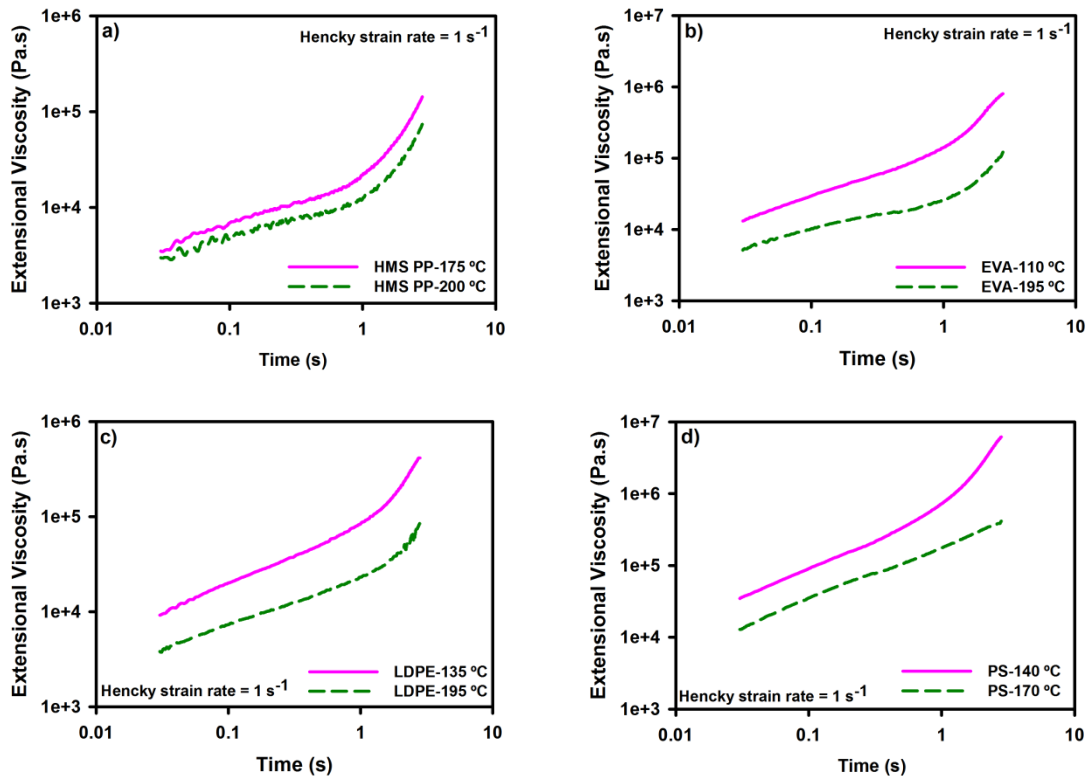 a)
Hencky strain rate = 1 s⁻¹
Extensional Viscosity (Pa.s)
1e+6
1e+5
1e+4
1e+3
HMS PP-175 ºC
HMS PP-200 ºC
0.01
0.1
1
10
Time (s)
b)
Hencky strain rate = 1 s⁻¹
Extensional Viscosity (Pa.s)
1e+7
1e+6
1e+5
1e+4
1e+3
EVA-110 ºC
EVA-195 ºC
0.01
0.1
1
10
Time (s)
c)
Extensional Viscosity (Pa.s)
1e+6
1e+5
1e+4
1e+3
LDPE-135 ºC
LDPE-195 ºC
Hencky strain rate = 1 s⁻¹
0.01
0.1
1
10
Time (s)
d)
Extensional Viscosity (Pa.s)
1e+7
1e+6
1e+5
1e+4
1e+3
PS-140 ºC
PS-170 ºC
Hencky strain rate = 1 s⁻¹
0.01
0.1
1
10
Time (s)